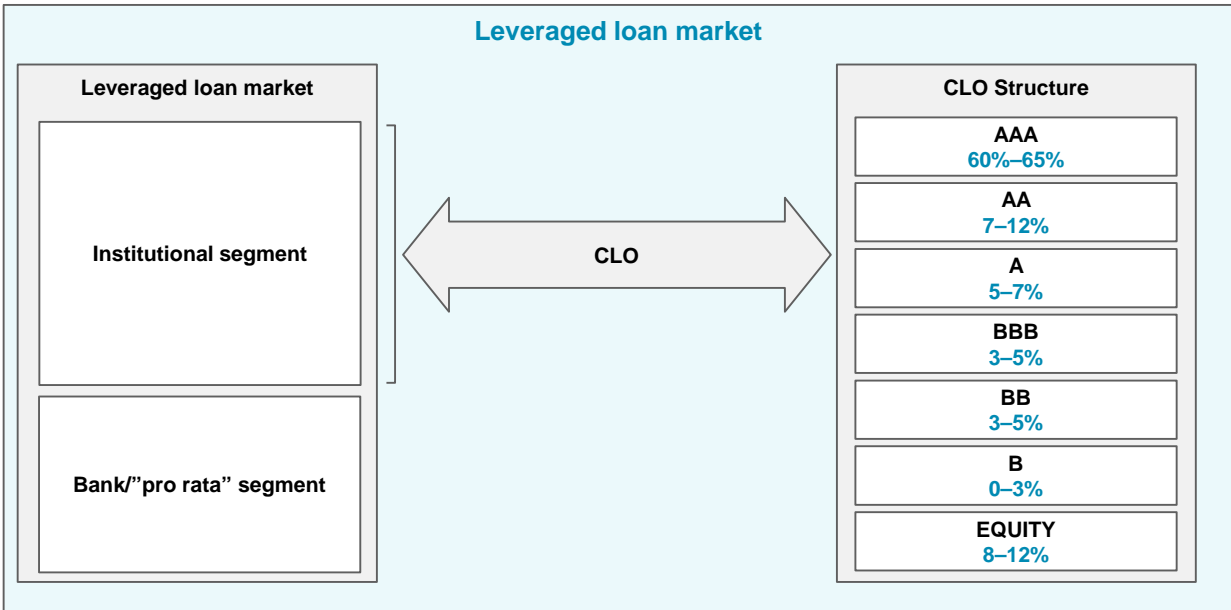 Leveraged loan market
Leveraged loan market
Institutional segment
Bank/”pro rata” segment
CLO
CLO Structure
AAA
60%–65%
AA
7–12%
A
5–7%
BBB
3–5%
BB
3–5%
B
0–3%
EQUITY
8–12%